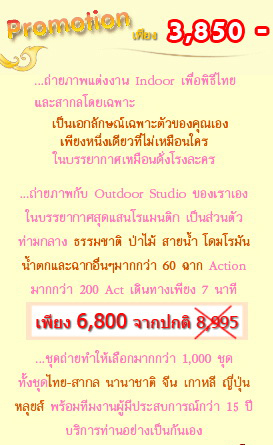 Promotion เพียง 3,850 -
...ถ่ายภาพแต่งงาน Indoor เพื่อพิธีไทย
และสากลโดยเฉพาะ
เป็นเอกลักษณ์เฉพาะตัวของคุณเอง
เพียงหนึ่งเดียวที่ไม่เหมือนใคร
ในบรรยากาศเหมือนดั่งโรงละคร
...ถ่ายภาพกับ Outdoor Studio ของเราเอง
ในบรรยากาศสุดแสนโรแมนติก เป็นส่วนตัว
ท่ามกลาง ธรรมชาติ ป่าไม้ สายน้ำ โดมโรมัน
น้ำตกและฉากอื่นๆมากกว่า 60 ฉาก Action
มากกว่า 200 Act เดินทางเพียง 7 นาที
เพียง 6,800 จากปกติ 8,995
...ชุดถ่ายทำให้เลือกมากกว่า 1,000 ชุด
ทั้งชุดไทย-สากล นานาชาติ จีน เกาหลี ญี่ปุ่น
หลุยส์ พร้อมทีมงานผู้มีประสบการณ์กว่า 15 ปี
บริการท่านอย่างเป็นกันเอง